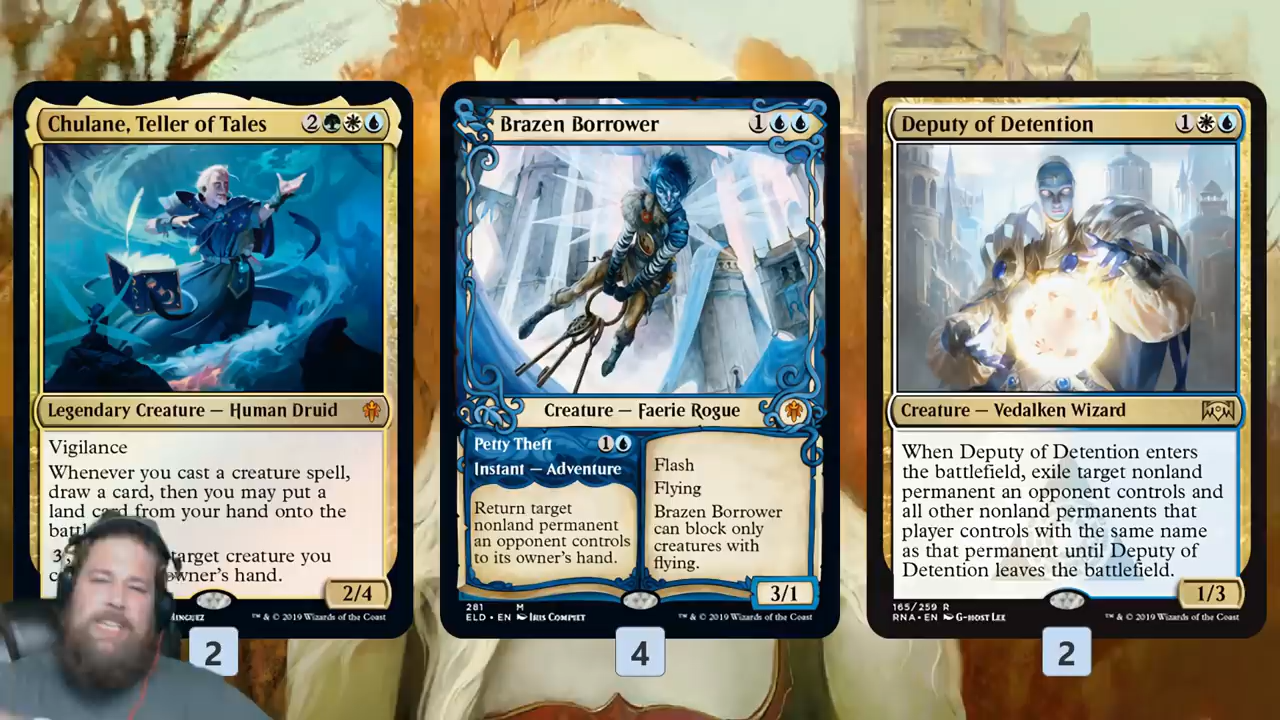 Chulane, Teller of Tales
2
Legendary Creature — Human Druid
Vigilance
Whenever you cast a creature spell,
draw a card, then you may put a
land card from your hand onto the
3,
target creature you
owner's hand.
2/4
™ & © 2019 Wizards of the Coast
2
Brazen Borrower
1
Creature — Faerie Rogue
Petty Theft
1
Instant — Adventure
Return target
nonland permanent
an opponent controls
to its owner's hand.
Flash
Flying
Brazen Borrower
can block only
creatures with
flying.
3/1
281 M
ELD • EN Iris Compiet
™ & © 2019 Wizards of the Coast
4
Deputy of Detention
1
Creature — Vedalken Wizard
When Deputy of Detention enters
the battlefield, exile target nonland
permanent an opponent controls and
all other nonland permanents that
player controls with the same name
as that permanent until Deputy of
Detention leaves the battlefield.
1/3
165/259 R
RNA • EN G-host Lee
™ & © 2019 Wizards of the Coast
2